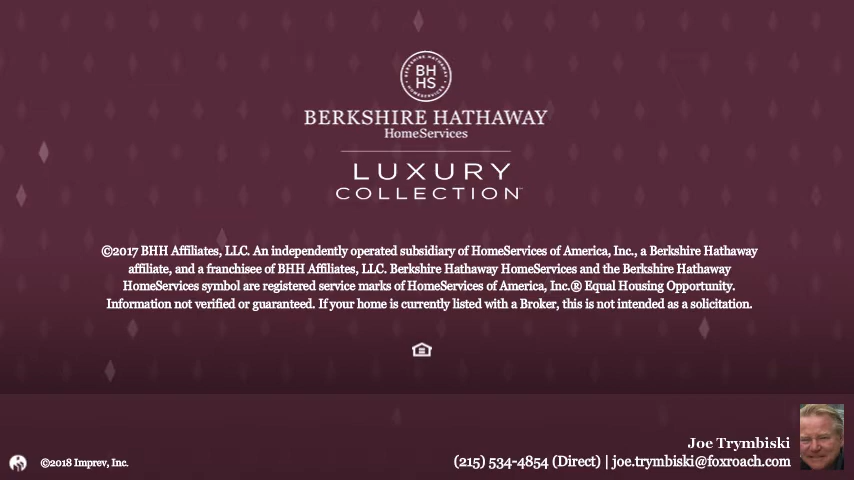 BH
HS
BERKSHIRE HATHAWAY
HomeServices
LUXURY
COLLECTION™
©2017 BHH Affiliates, LLC. An independently operated subsidiary of HomeServices of America, Inc., a Berkshire Hathaway
affiliate, and a franchisee of BHH Affiliates, LLC. Berkshire Hathaway HomeServices and the Berkshire Hathaway
HomeServices symbol are registered service marks of HomeServices of America, Inc.® Equal Housing Opportunity.
Information not verified or guaranteed. If your home is currently listed with a Broker, this is not intended as a solicitation.
Joe Trymbiski
(215) 534-4854 (Direct) | joe.trymbiski@foxroach.com
©2018 Imprev, Inc.